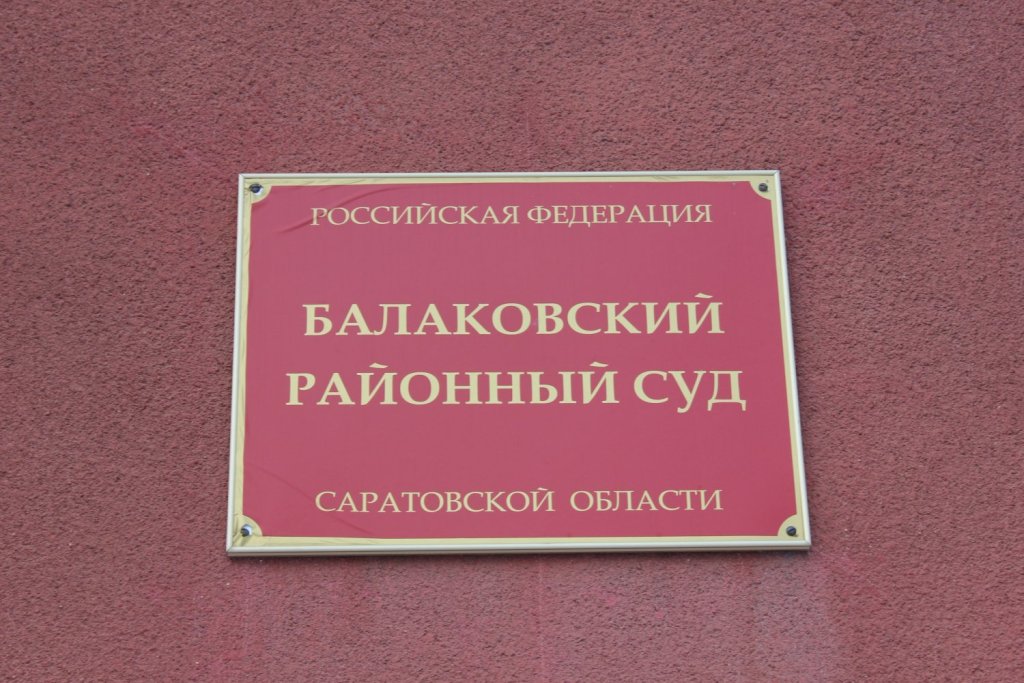 РОССИЙСКАЯ ФЕДЕРАЦИЯ
БАЛАКОВСКИЙ
РАЙОННЫЙ СУД
САРАТОВСКОЙ ОБЛАСТИ